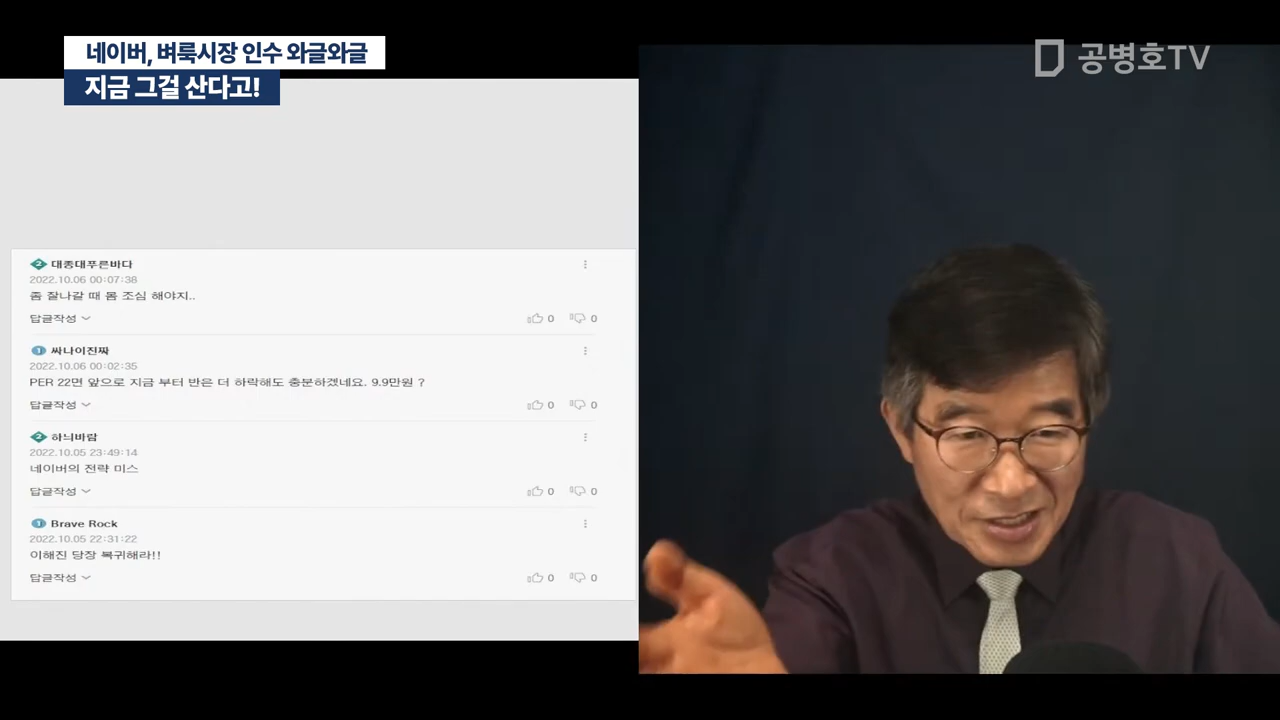 네이버, 벼룩시장 인수 와글와글
지금 그걸 산다고!
공병호TV
2 대종대푸른바다
2022.10.06 00:07:38
좀 잘나갈 때 몸 조심 해야지..
답글작성
0 0
1 싸나이진짜
2022.10.06 00:02:35
PER 22면 앞으로 지금 부터 반은 더 하락해도 충분하겠네요. 9.9만원 ?
답글작성
0 0
2 하늬바람
2022.10.05 23:49:14
네이버의 전략 미스
답글작성
0 0
1 Brave Rock
2022.10.05 22:31:22
이해진 당장 복귀해라!!
답글작성
0 0